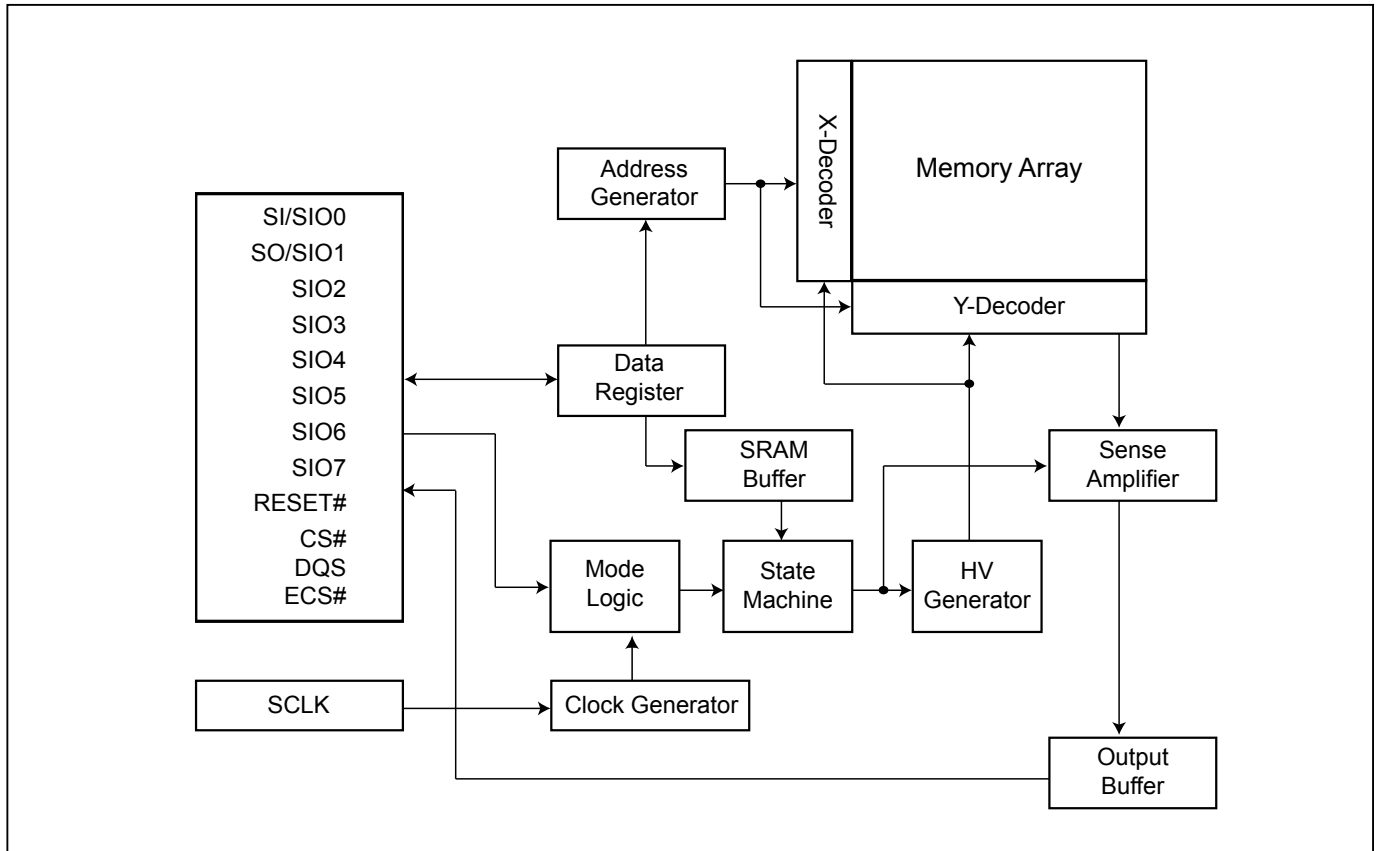 SI/SIO0
SO/SIO1
SIO2
SIO3
SIO4
SIO5
SIO6
SIO7
RESET#
CS#
DQS
ECS#
SCLK
Address
Generator
Data
Register
SRAM
Buffer
Mode
Logic
State
Machine
HV
Generator
Clock Generator
X-Decoder
Memory Array
Y-Decoder
Sense
Amplifier
Output
Buffer